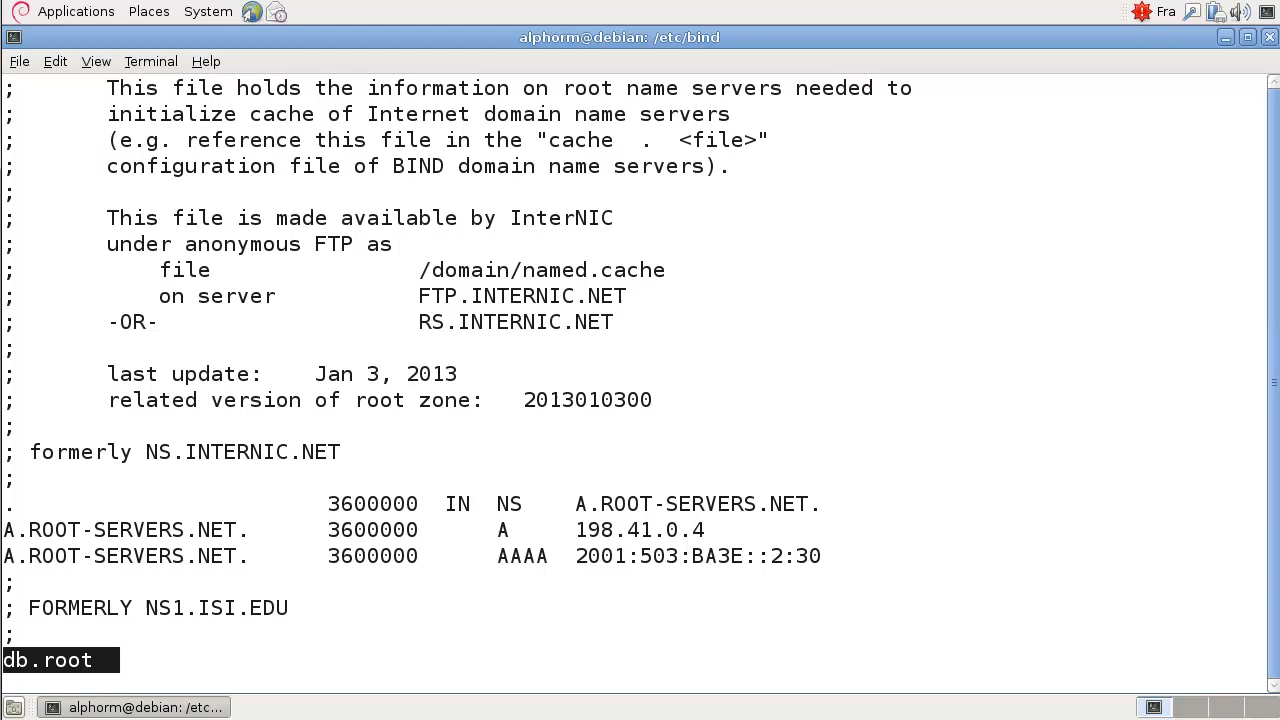 Applications Places System Fra
alphorm@debian: /etc/bind
File Edit View Terminal Help
; This file holds the information on root name servers needed to
; initialize cache of Internet domain name servers
; (e.g. reference this file in the "cache . <file>"
; configuration file of BIND domain name servers).
;
; This file is made available by InterNIC
; under anonymous FTP as
; file /domain/named.cache
; on server FTP.INTERNIC.NET
; -OR- RS.INTERNIC.NET
;
; last update: Jan 3, 2013
; related version of root zone: 2013010300
;
; formerly NS.INTERNIC.NET
;
. 3600000 IN NS A.ROOT-SERVERS.NET.
A.ROOT-SERVERS.NET. 3600000 A 198.41.0.4
A.ROOT-SERVERS.NET. 3600000 AAAA 2001:503:BA3E::2:30
;
; FORMERLY NS1.ISI.EDU
;
db.root
alphorm@debian: /etc...